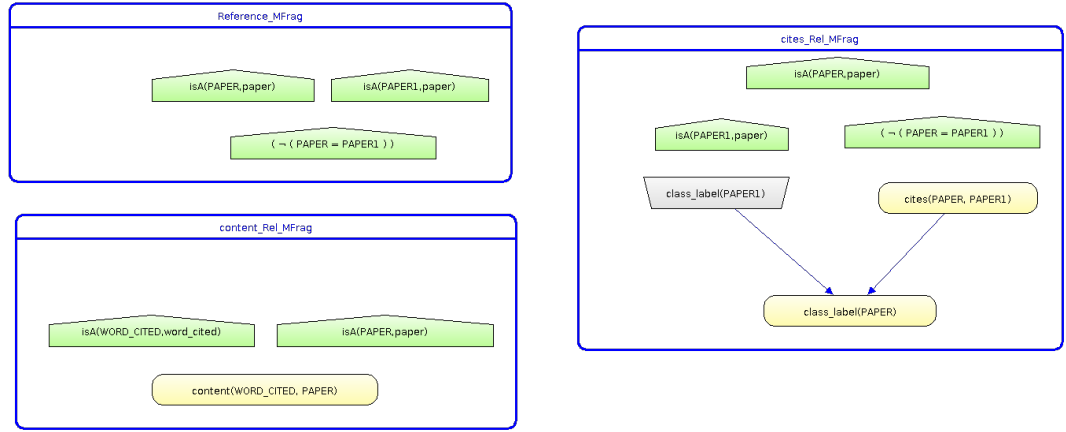 Reference_MFrag
isA(PAPER,paper)
isA(PAPER1,paper)
( ¬ ( PAPER = PAPER1 ) )
content_Rel_MFrag
isA(WORD_CITED,word_cited)
isA(PAPER,paper)
content(WORD_CITED, PAPER)
cites_Rel_MFrag
isA(PAPER,paper)
isA(PAPER1,paper)
( ¬ ( PAPER = PAPER1 ) )
class_label(PAPER1)
cites(PAPER, PAPER1)
class_label(PAPER)